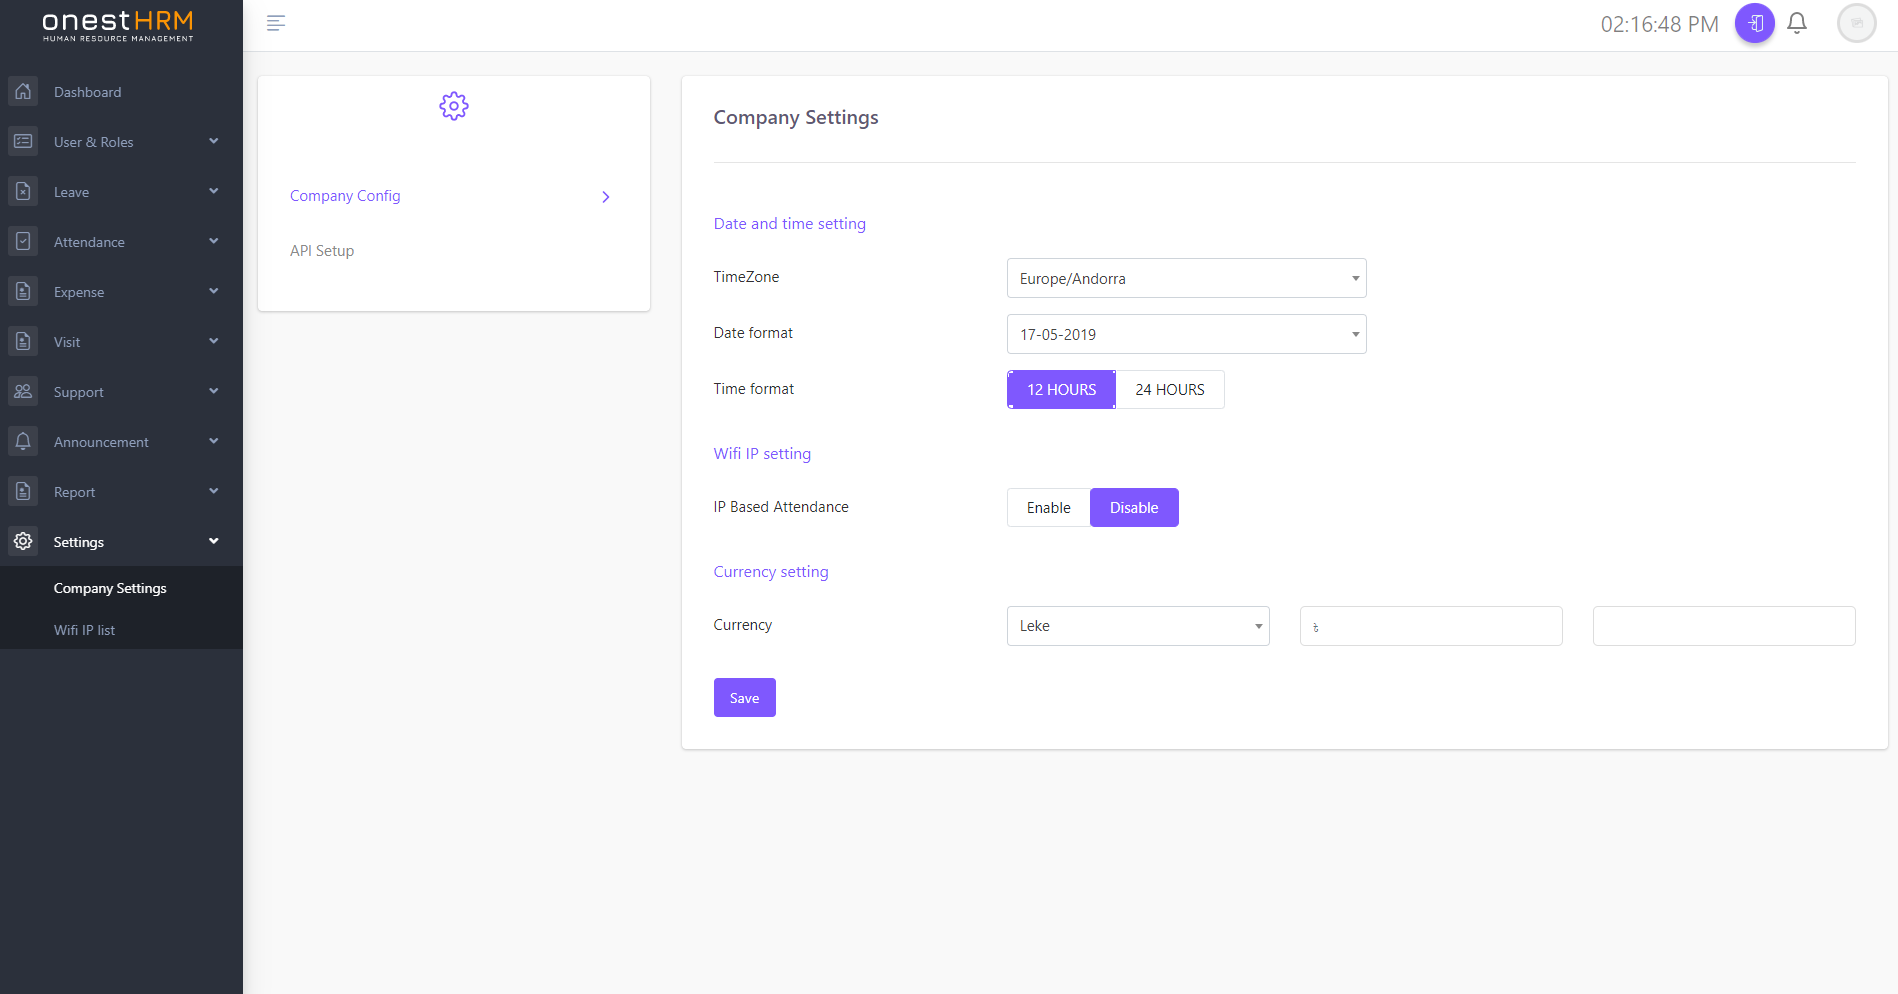 onestHRM
HUMAN RESOURCE MANAGEMENT
02:16:48 PM
Dashboard
User & Roles
Leave
Attendance
Expense
Visit
Support
Announcement
Report
Settings
Company Settings
Wifi IP list
Company Config
API Setup
Company Settings
Date and time setting
TimeZone
Europe/Andorra
Date format
17-05-2019
Time format
12 HOURS
24 HOURS
Wifi IP setting
IP Based Attendance
Enable
Disable
Currency setting
Currency
Leke
৳
Save